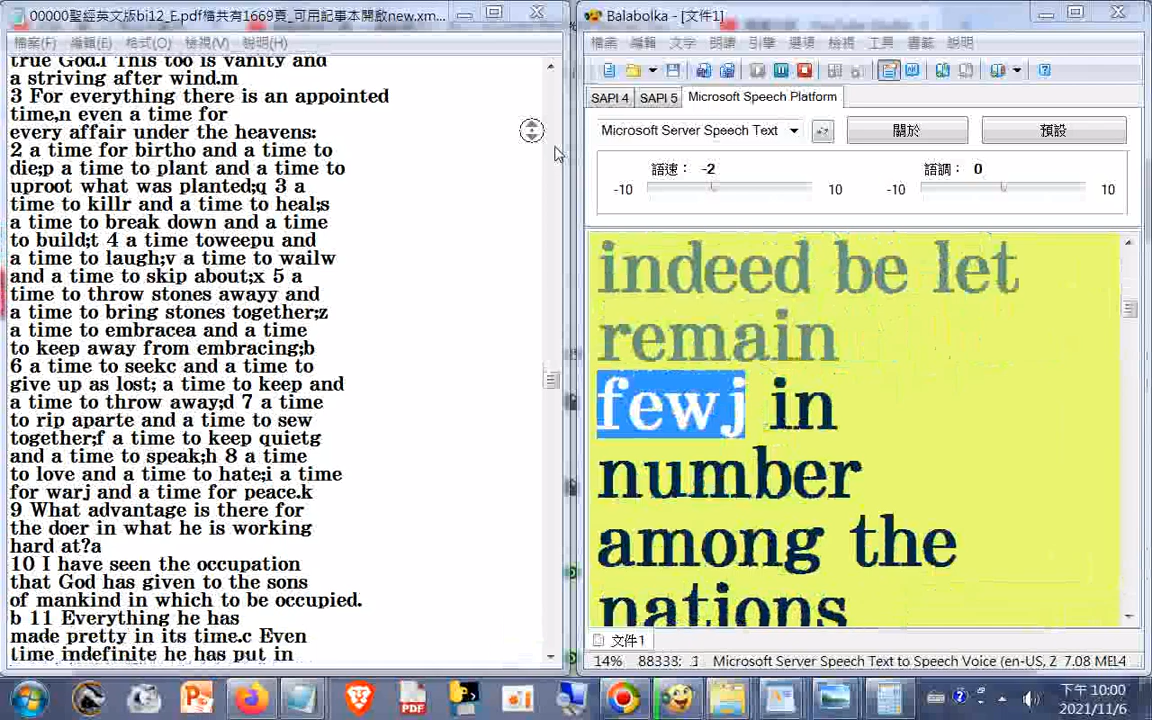 00000聖經英文版bi12_E.pdf檔共有1669頁_可用記事本開啟new.xm...
檔案(F) 編輯(E) 格式(O) 檢視(V) 說明(H)
true God.l This too is vanity and
a striving after wind.m
3 For everything there is an appointed
time,n even a time for
every affair under the heavens:
2 a time for birtho and a time to
die;p a time to plant and a time to
uproot what was planted;q 3 a
time to killr and a time to heal;s
a time to break down and a time
to build;t 4 a time toweepu and
a time to laugh;v a time to wailw
and a time to skip about;x 5 a
time to throw stones awayy and
a time to bring stones together;z
a time to embracea and a time
to keep away from embracing;b
6 a time to seekc and a time to
give up as lost; a time to keep and
a time to throw away;d 7 a time
to rip aparte and a time to sew
together;f a time to keep quietg
and a time to speak;h 8 a time
to love and a time to hate;i a time
for warj and a time for peace.k
9 What advantage is there for
the doer in what he is working
hard at?a
10 I have seen the occupation
that God has given to the sons
of mankind in which to be occupied.
b 11 Everything he has
made pretty in its time.c Even
time indefinite he has put in
Balabolka - [文件1]
檔案 編輯 文字 朗讀 引擎 選項 檢視 工具 書籤 說明
SAPI 4 SAPI 5 Microsoft Speech Platform
Microsoft Server Speech Text 關於 預設
語速： -2 語調： 0
-10 10 -10 10
indeed be let
remain
fewj in
number
among the
nations
文件1
14% 88333: Microsoft Server Speech Text to Speech Voice (en-US, 2 7.08 MEL4
PDF
下午 10:00
2021/11/6